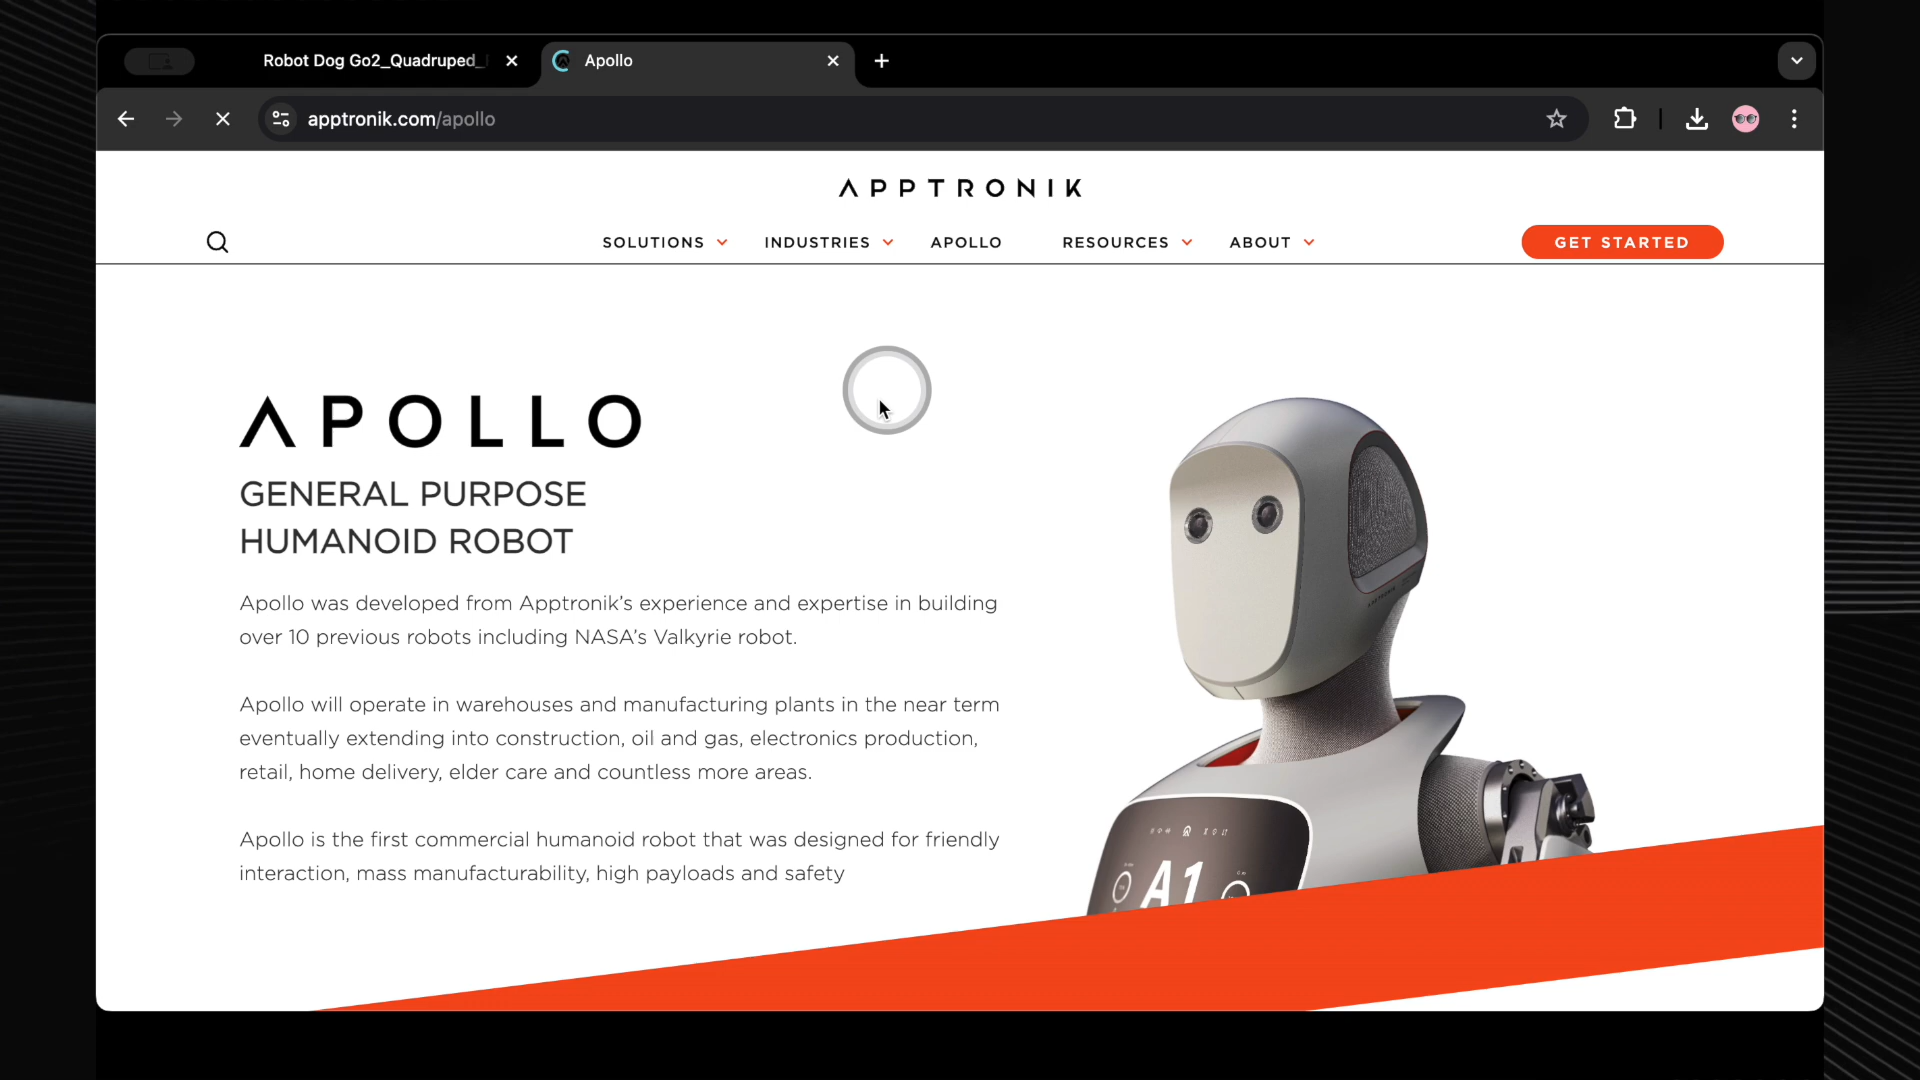 Robot Dog Go2_Quadruped_
Apollo
apptronik.com/apollo
APPTRONIK
SOLUTIONS
INDUSTRIES
APOLLO
RESOURCES
ABOUT
GET STARTED
APOLLO
GENERAL PURPOSE
HUMANOID ROBOT
Apollo was developed from Apptronik's experience and expertise in building
over 10 previous robots including NASA's Valkyrie robot.
Apollo will operate in warehouses and manufacturing plants in the near term
eventually extending into construction, oil and gas, electronics production,
retail, home delivery, elder care and countless more areas.
Apollo is the first commercial humanoid robot that was designed for friendly
interaction, mass manufacturability, high payloads and safety
A1